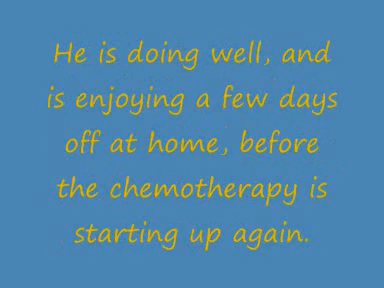 He is doing well, and
is enjoying a few days
off at home, before
the chemotherapy is
starting up again.